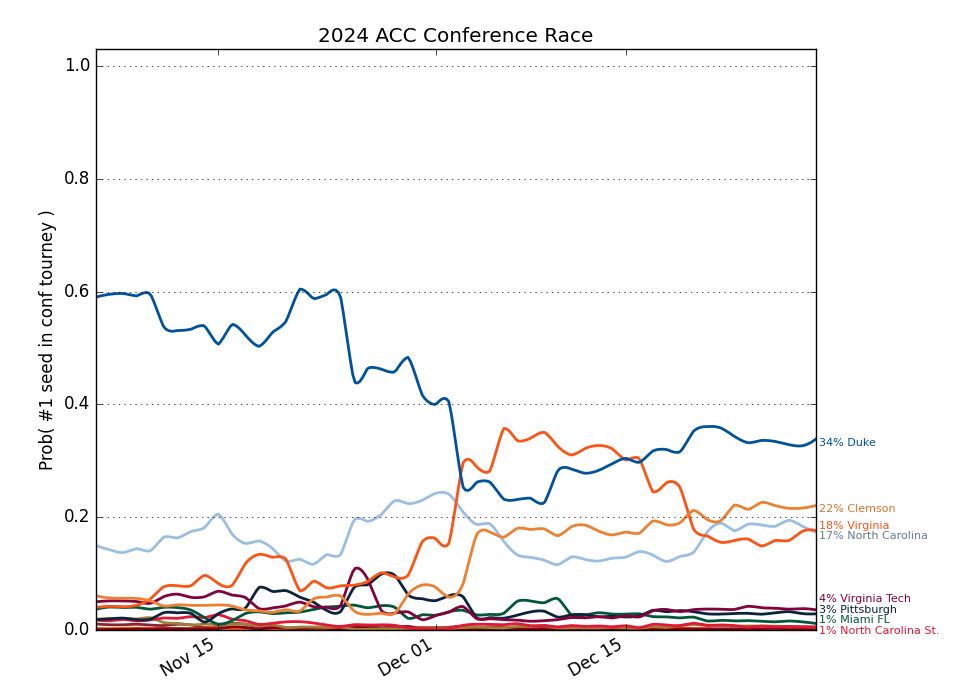 2024 ACC Conference Race
Prob( #1 seed in conf tourney )
1.0
0.8
0.6
0.4
0.2
0.0
Nov 15
Dec 01
Dec 15
34% Duke
22% Clemson
18% Virginia
17% North Carolina
4% Virginia Tech
3% Pittsburgh
1% Miami FL
1% North Carolina St.